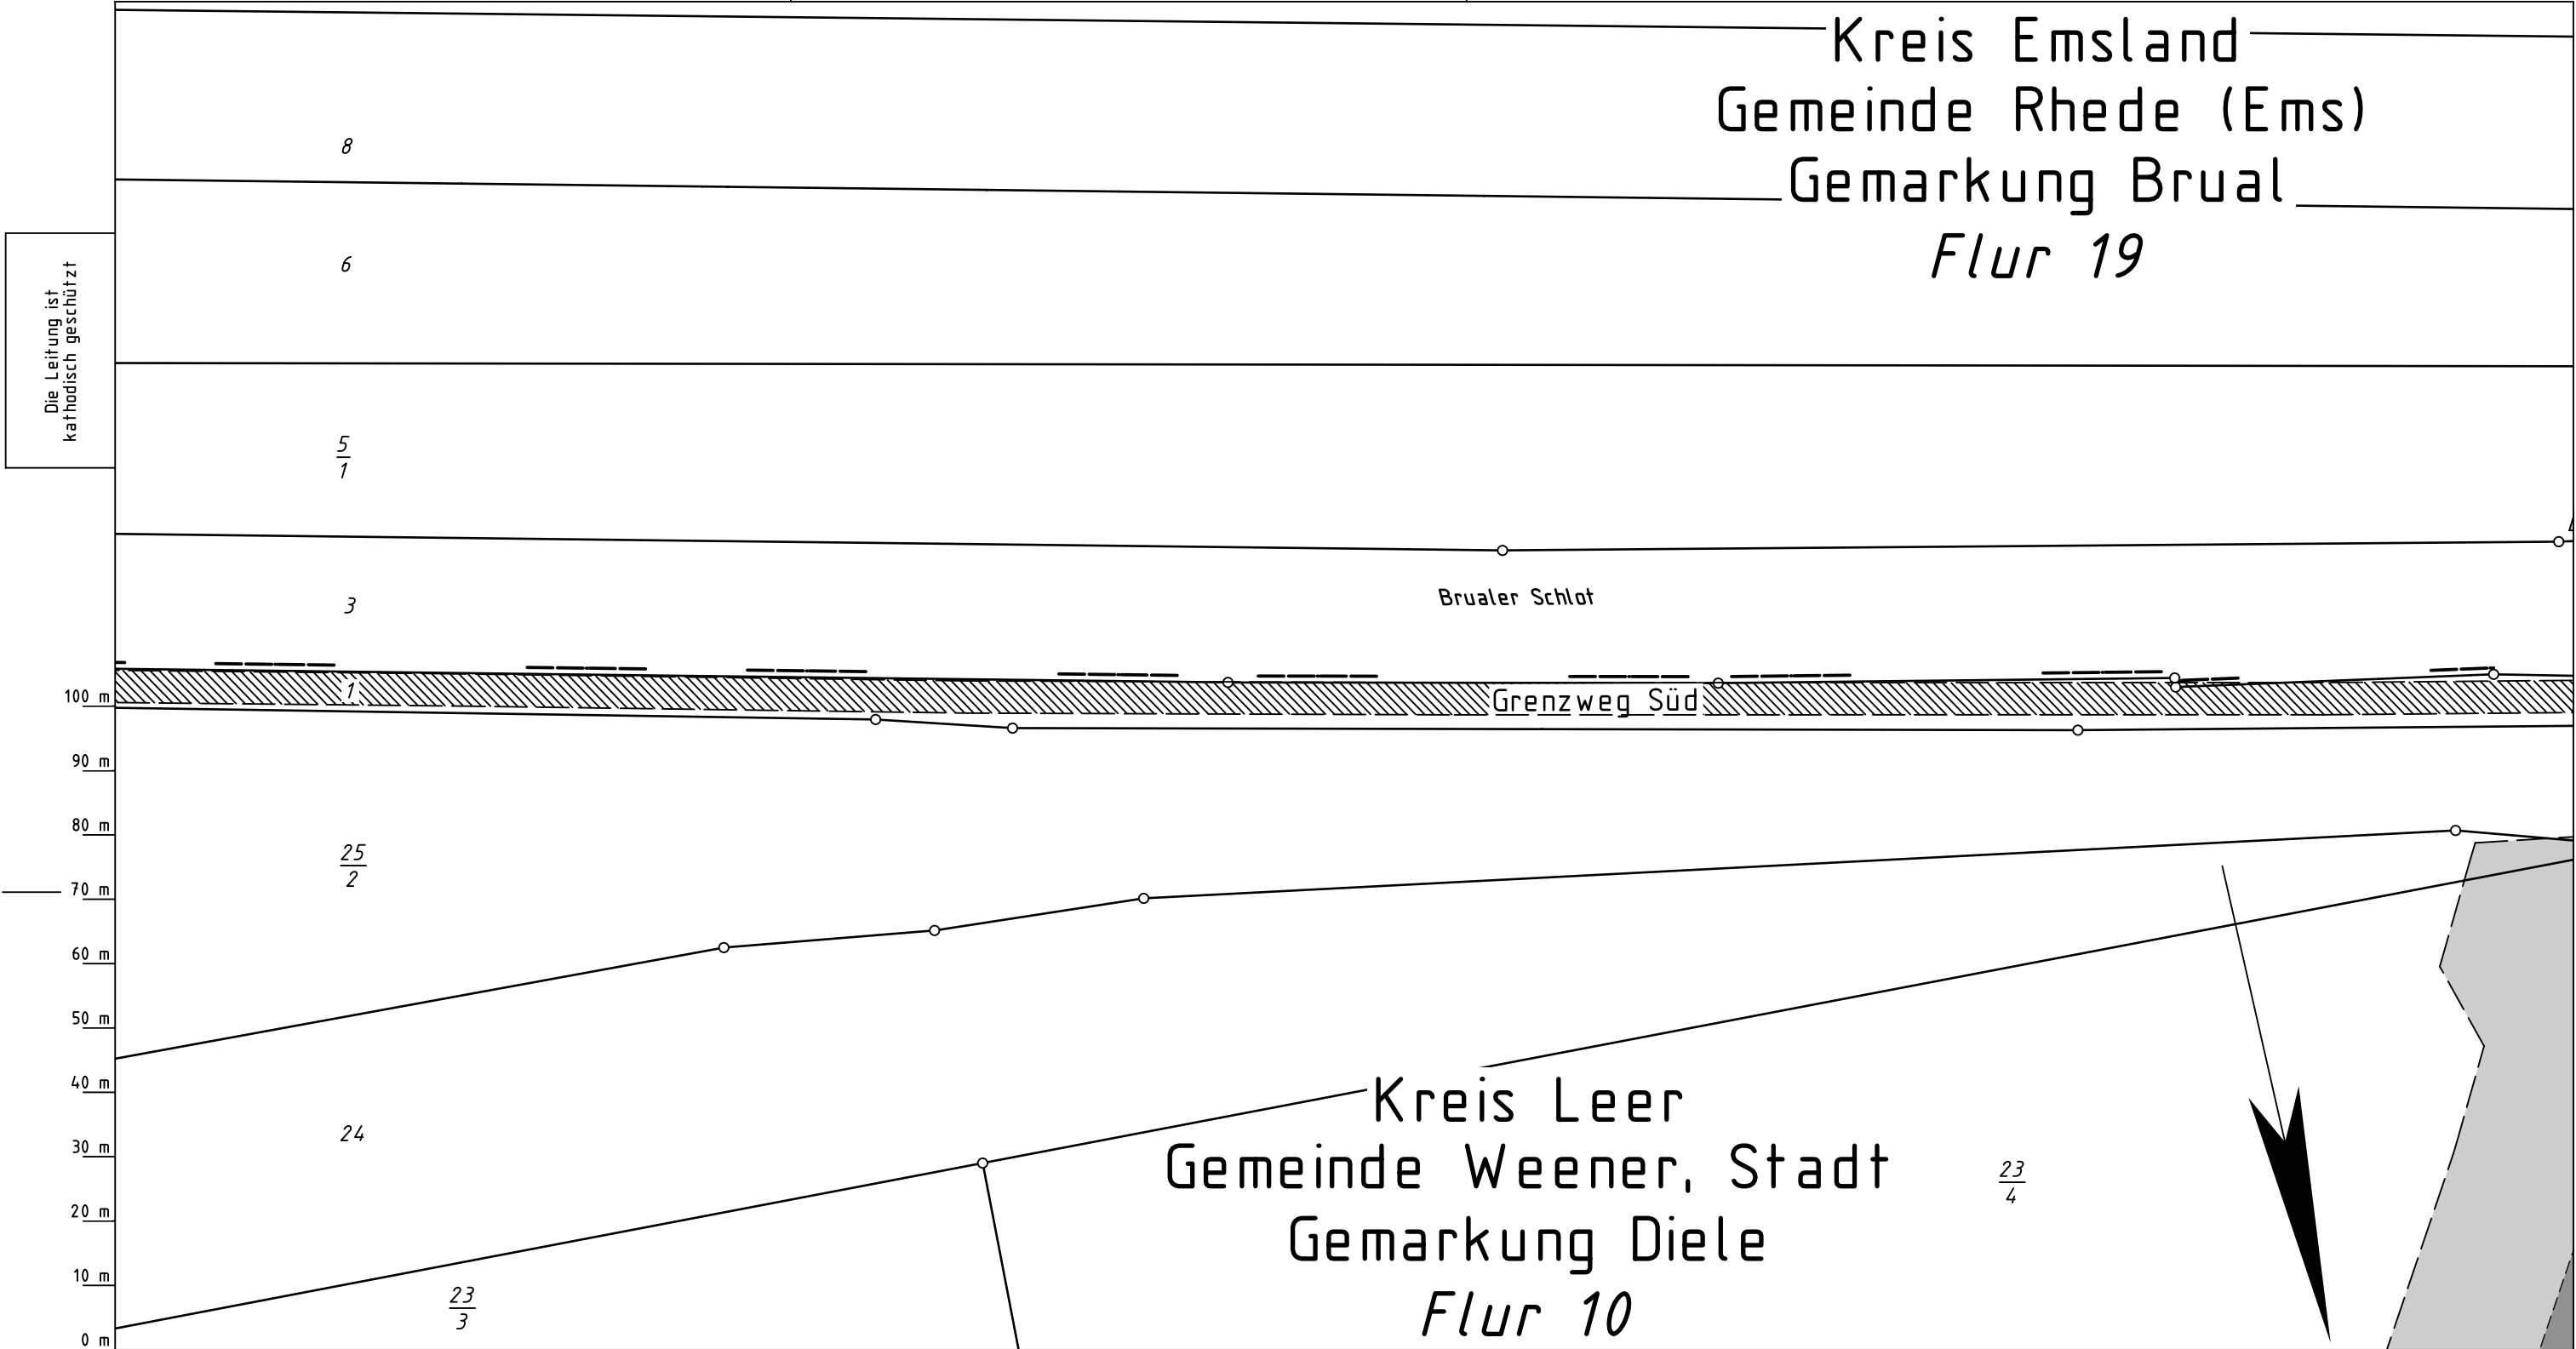 Kreis Emsland
Gemeinde Rhede (Ems)
Gemarkung Brual
Flur 19
8
6
Die Leitung ist
kathodisch geschützt
5
1
3
Brualer Schlot
1
Grenzweg Süd
100 m
90 m
80 m
70 m
60 m
50 m
40 m
30 m
20 m
10 m
0 m
25
2
24
23
3
Kreis Leer
Gemeinde Weener, Stadt
Gemarkung Diele
Flur 10
23
4